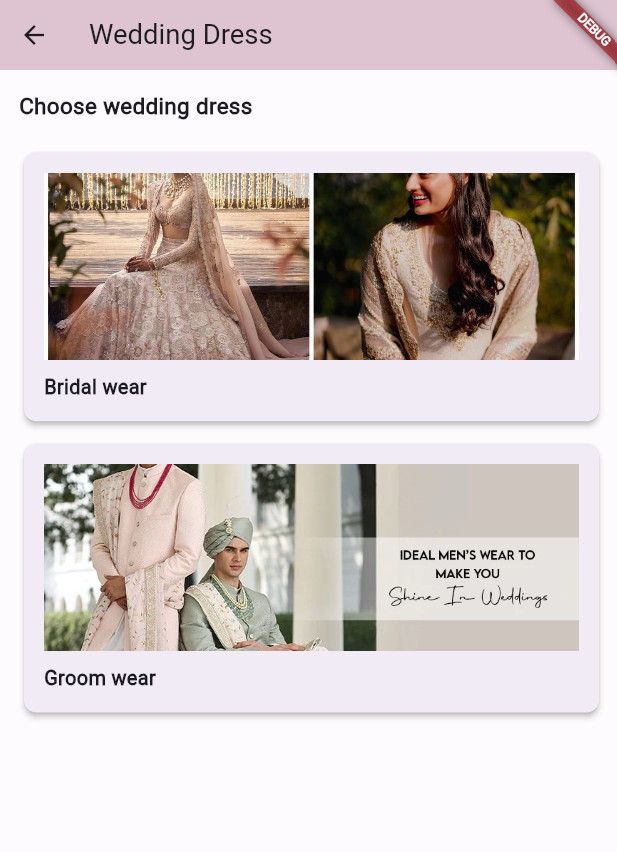 Wedding Dress
DEBUG
Choose wedding dress
Bridal wear
IDEAL MEN'S WEAR TO
MAKE YOU
Shine In Weddings
Groom wear